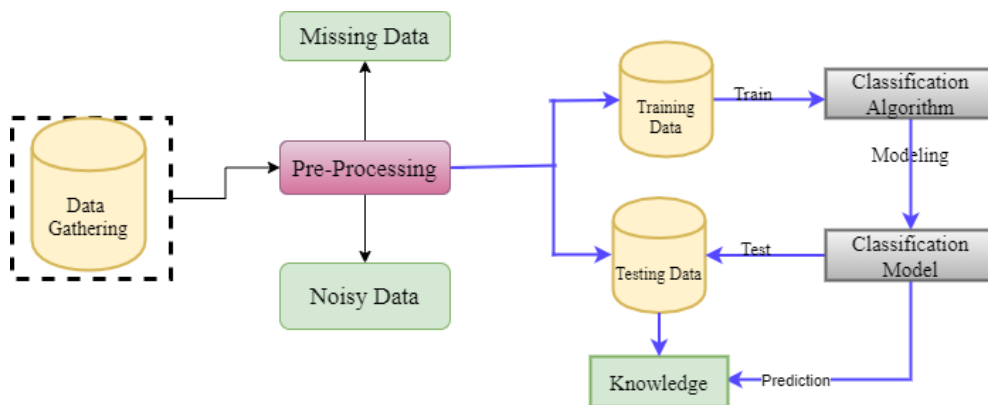 Missing Data
Data
Gathering
Pre-Processing
Noisy Data
Training
Data
Train
Classification
Algorithm
Modeling
Testing Data
Test
Classification
Model
Knowledge
Prediction